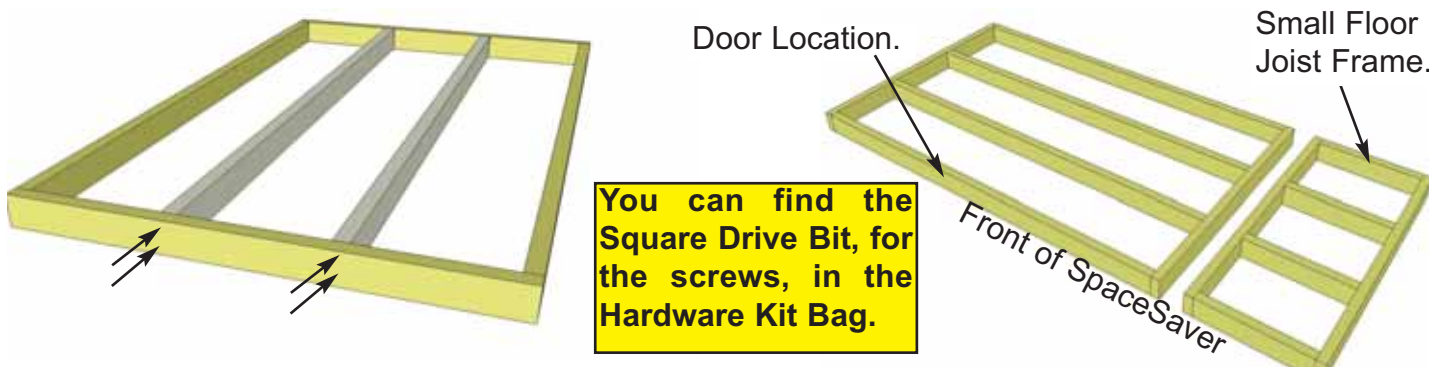 Door Location.
Small Floor
Joist Frame.
You can find the
Square Drive Bit, for
the screws, in the
Hardware Kit Bag.
Front of SpaceSaver